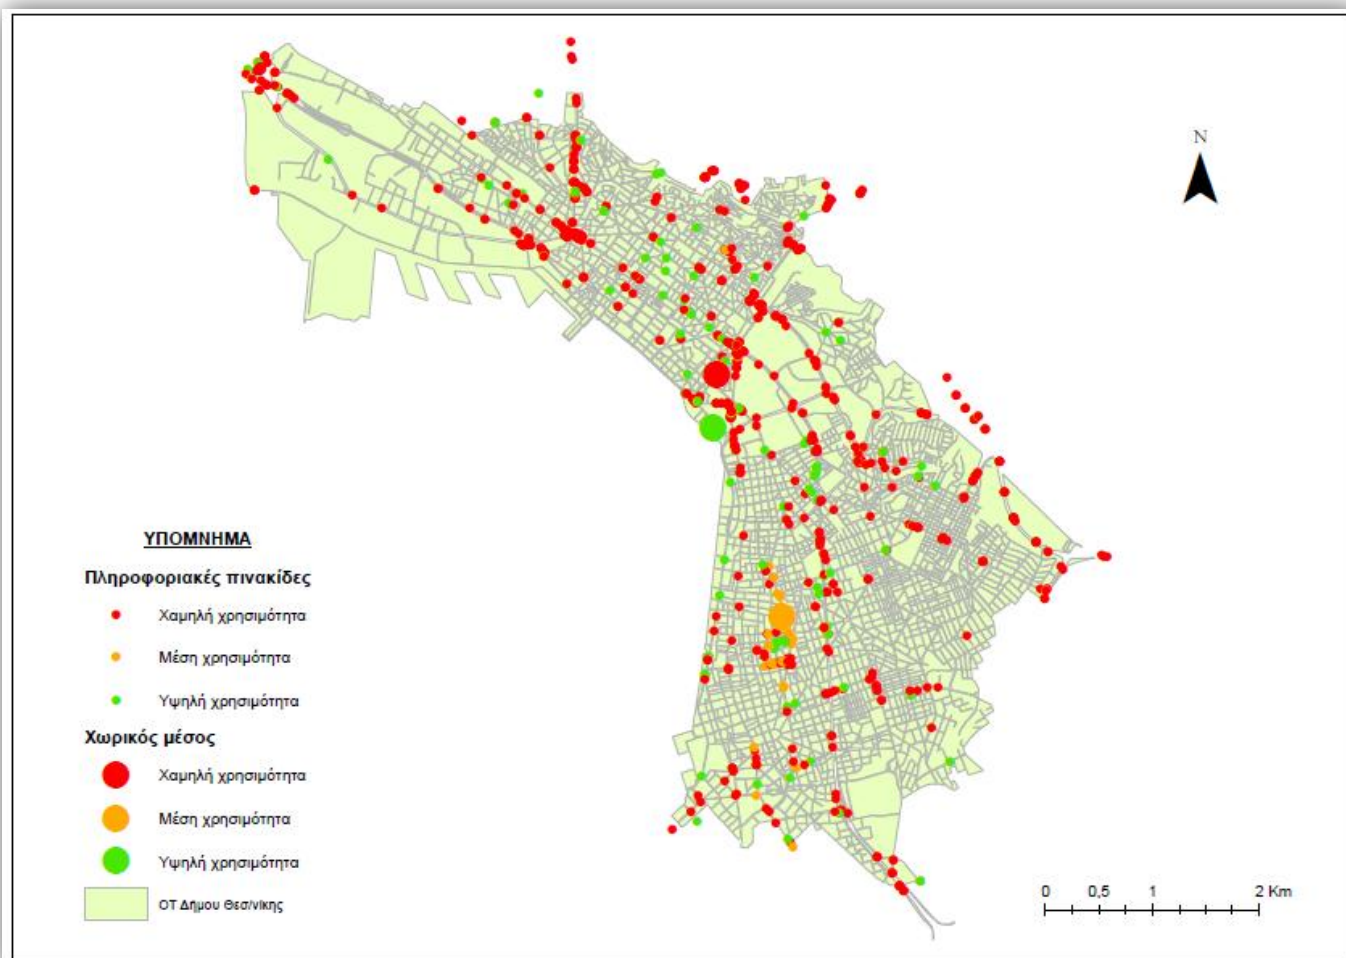 N
ΥΠΟΜΝΗΜΑ
Πληροφοριακές πινακίδες
Χαμηλή χρησιμότητα
Μέση χρησιμότητα
Υψηλή χρησιμότητα
Χωρικός μέσος
Χαμηλή χρησιμότητα
Μέση χρησιμότητα
Υψηλή χρησιμότητα
ΟΤ Δήμου Θεσ/νίκης
0 0,5 1 2 Km